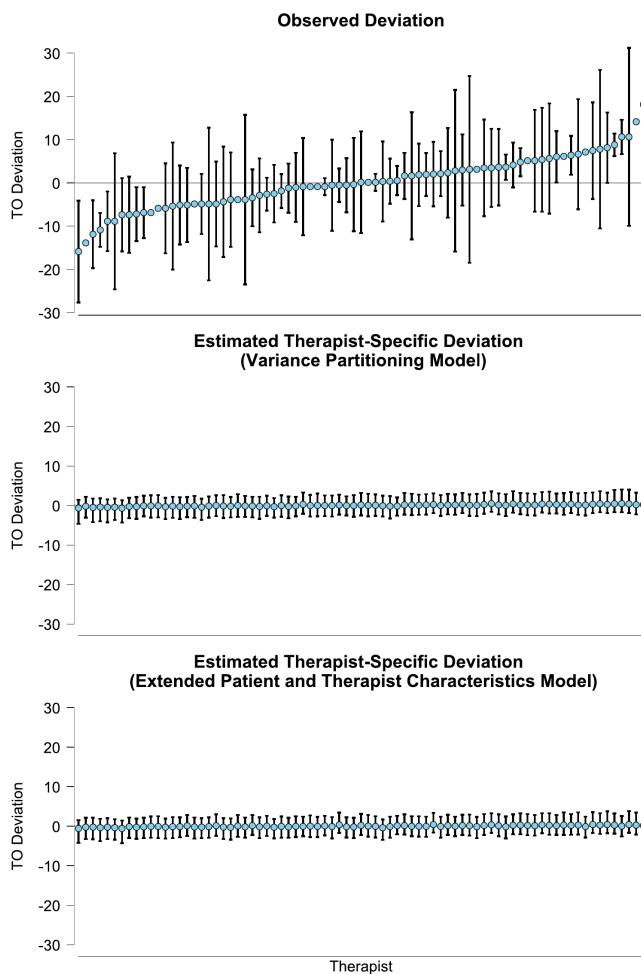 Observed Deviation
30
20
10
0
-10
-20
-30
TO Deviation
Estimated Therapist-Specific Deviation
(Variance Partitioning Model)
30
20
10
0
-10
-20
-30
TO Deviation
Estimated Therapist-Specific Deviation
(Extended Patient and Therapist Characteristics Model)
30
20
10
0
-10
-20
-30
TO Deviation
Therapist